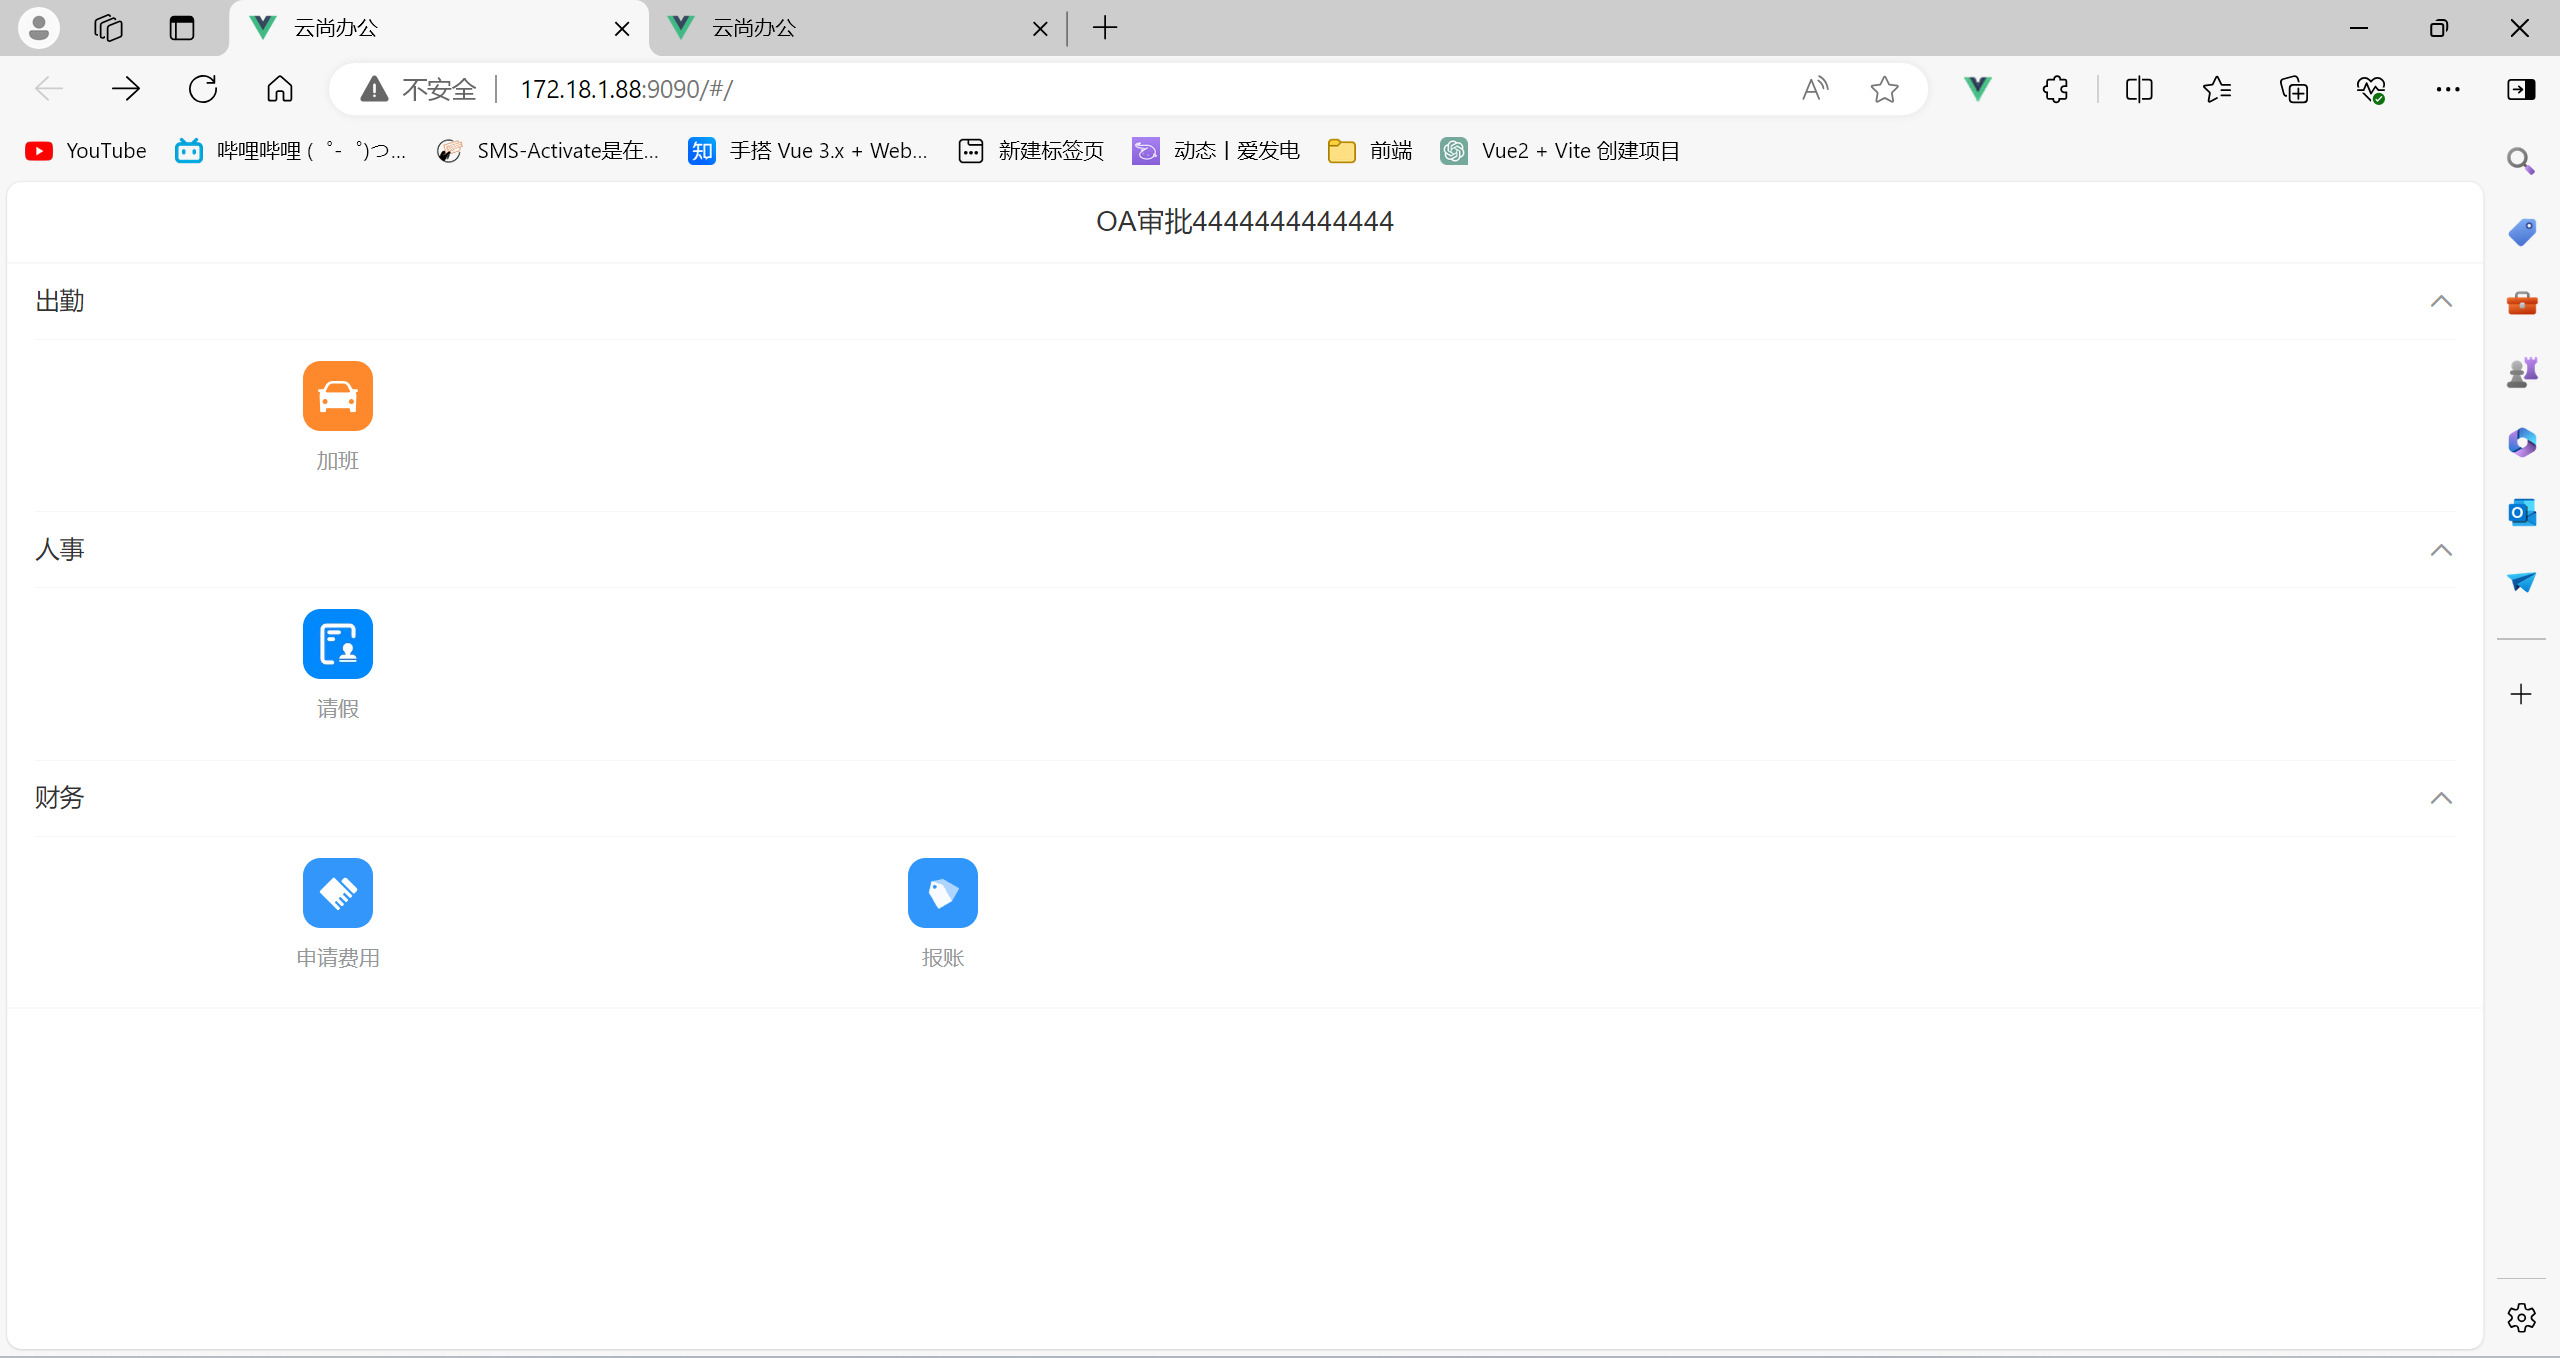 云尚办公
云尚办公
不安全 172.18.1.88:9090/#/
YouTube
哔哩哔哩 ( ゜- ゜)つ...
SMS-Activate是在...
知 手搭 Vue 3.x + Web...
新建标签页
动态丨爱发电
前端
Vue2 + Vite 创建项目
OA审批4444444444444
出勤
加班
人事
请假
财务
申请费用
报账